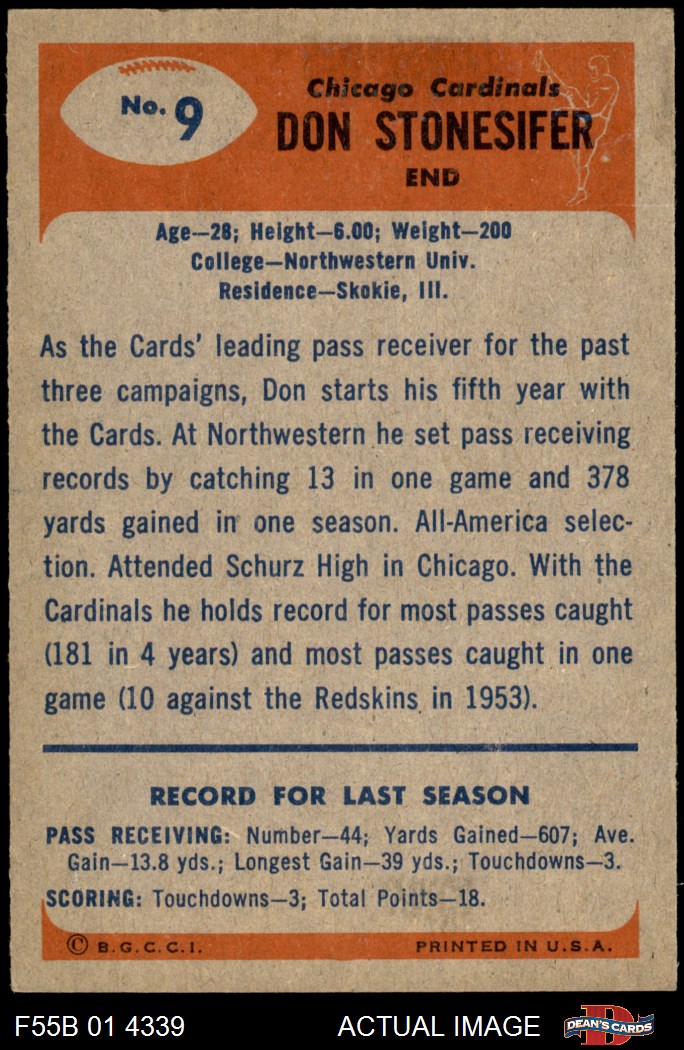 No. 9
Chicago Cardinals
DON STONESIFER
END
Age—28; Height—6.00; Weight—200
College—Northwestern Univ.
Residence—Skokie, Ill.
As the Cards' leading pass receiver for the past
three campaigns, Don starts his fifth year with
the Cards. At Northwestern he set pass receiving
records by catching 13 in one game and 378
yards gained in one season. All-America selec-
tion. Attended Schurz High in Chicago. With the
Cardinals he holds record for most passes caught
(181 in 4 years) and most passes caught in one
game (10 against the Redskins in 1953).
RECORD FOR LAST SEASON
PASS RECEIVING: Number—44; Yards Gained—607; Ave.
Gain—13.8 yds.; Longest Gain—39 yds.; Touchdowns—3.
SCORING: Touchdowns—3; Total Points—18.
© B.G.C.C.I. PRINTED IN U.S.A.
F55B 01 4339 ACTUAL IMAGE D DEAN'S CARDS